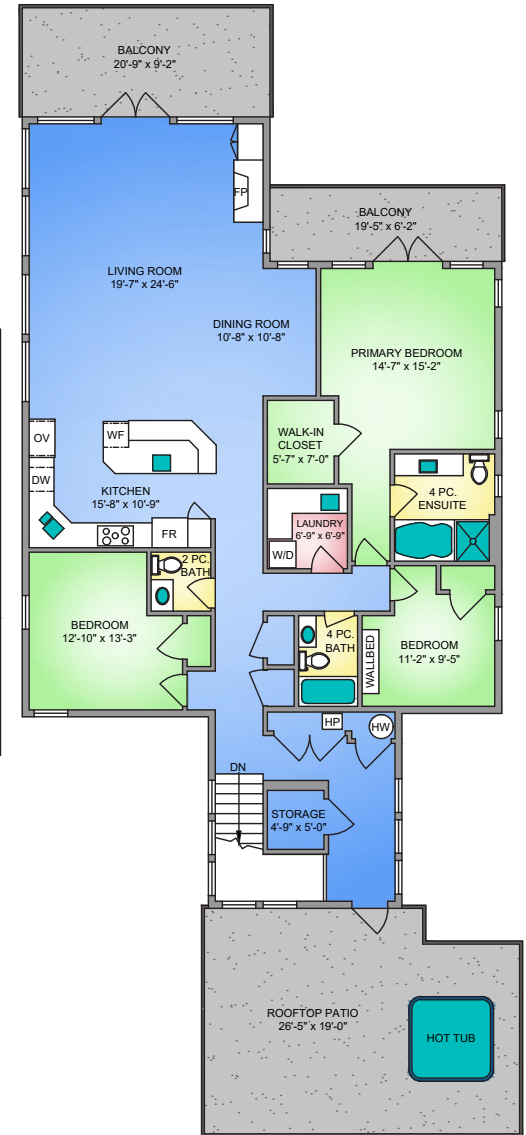 BALCONY
20'-9" x 9'-2"
FP
BALCONY
19'-5" x 6'-2"
LIVING ROOM
19'-7" x 24'-6"
DINING ROOM
10'-8" x 10'-8"
PRIMARY BEDROOM
14'-7" x 15'-2"
OV
WF
WALK-IN
CLOSET
5'-7" x 7'-0"
DW
KITCHEN
15'-8" x 10'-9"
4 PC.
ENSUITE
FR
LAUNDRY
6'-9" x 6'-9"
W/D
2 PC.
BATH
BEDROOM
12'-10" x 13'-3"
4 PC.
BATH
WALLBED
BEDROOM
11'-2" x 9'-5"
HP
HW
DN
STORAGE
4'-9" x 5'-0"
ROOFTOP PATIO
26'-5" x 19'-0"
HOT TUB